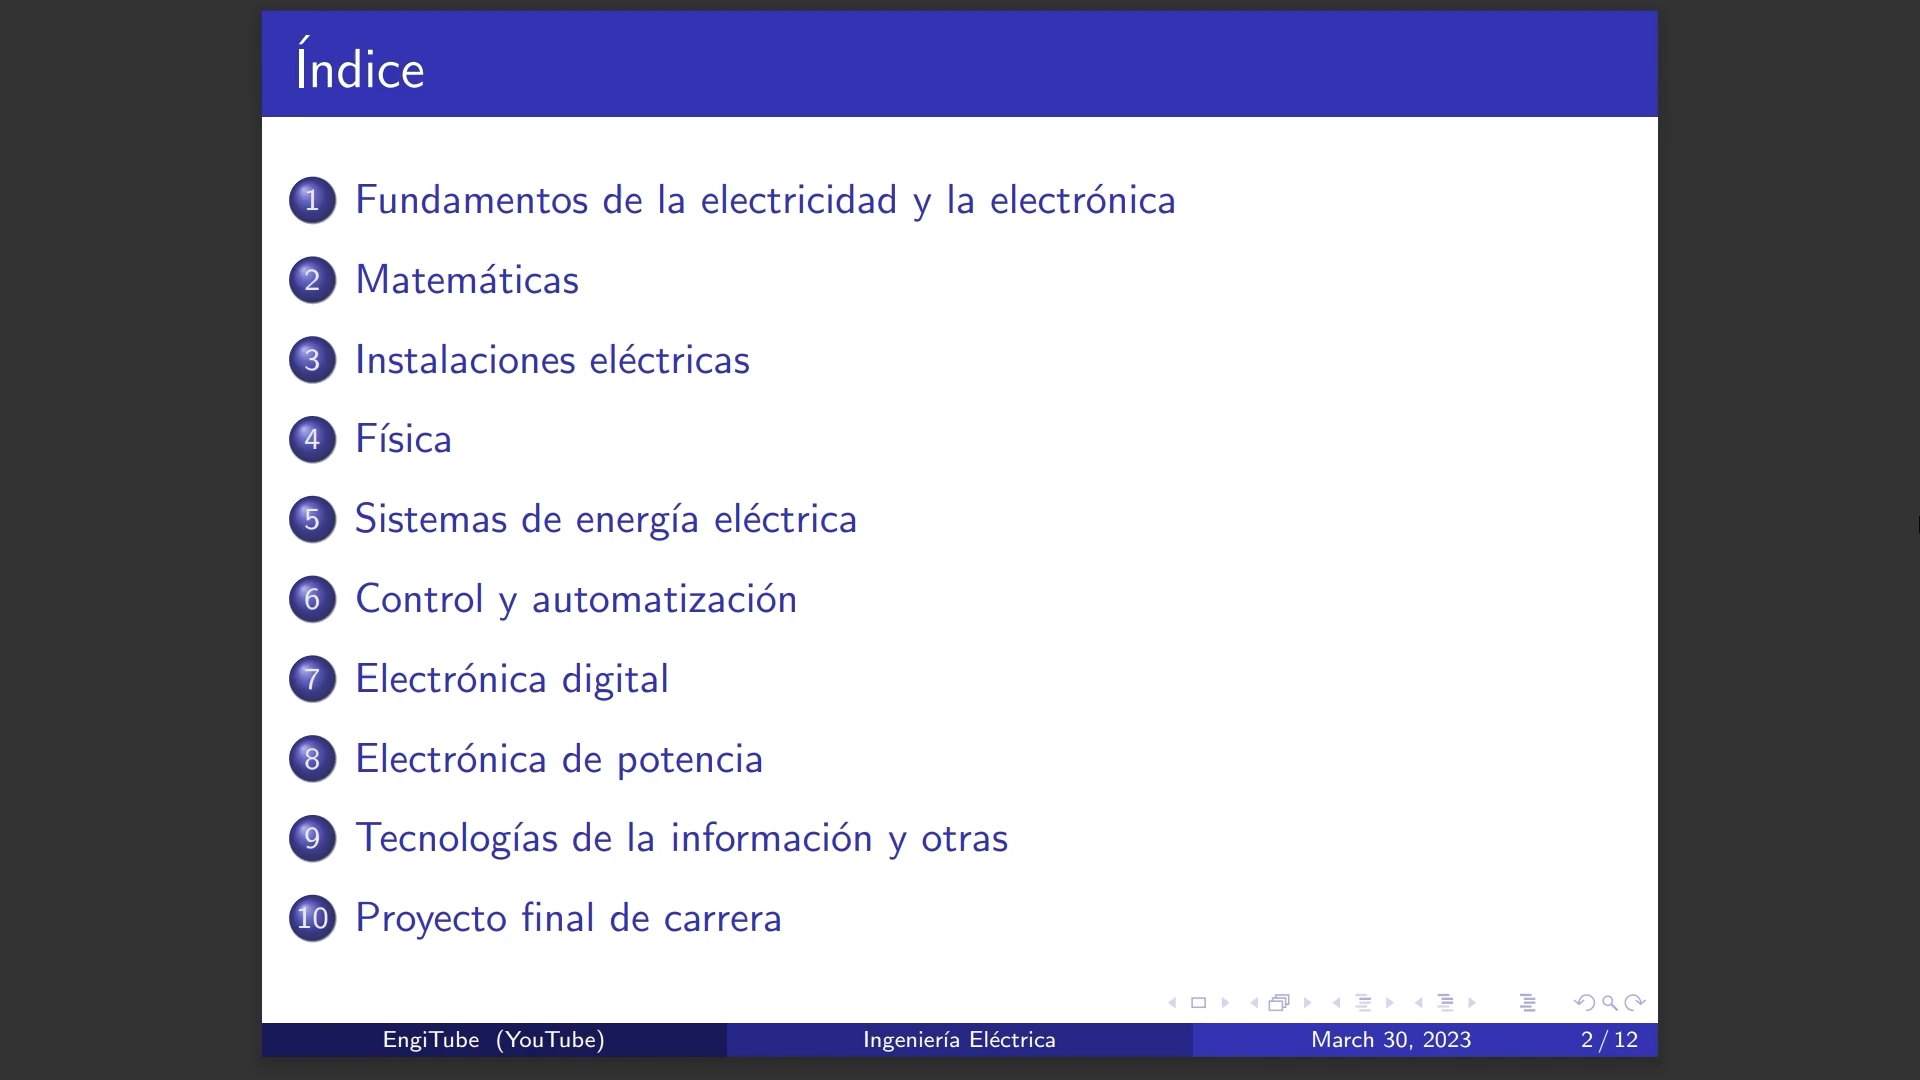 Índice
1 Fundamentos de la electricidad y la electrónica
2 Matemáticas
3 Instalaciones eléctricas
4 Física
5 Sistemas de energía eléctrica
6 Control y automatización
7 Electrónica digital
8 Electrónica de potencia
9 Tecnologías de la información y otras
10 Proyecto final de carrera
EngiTube (YouTube) Ingeniería Eléctrica March 30, 2023 2 / 12